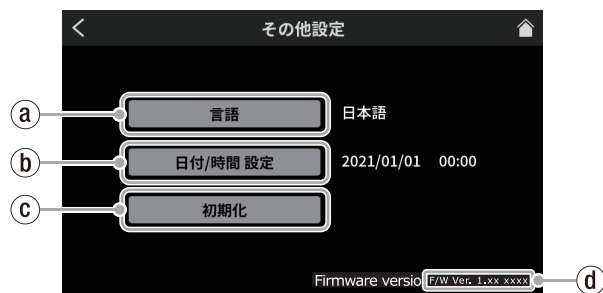 その他設定
ⓐ 言語 日本語
ⓑ 日付/時間 設定 2021/01/01 00:00
ⓒ 初期化
Firmware versio F/W Ver. 1.xx xxxx ⓓ